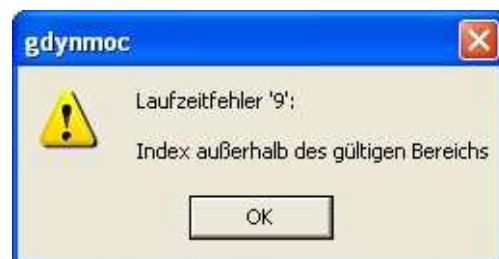 gdynmoc
Laufzeitfehler '9':
Index außerhalb des gültigen Bereichs
OK